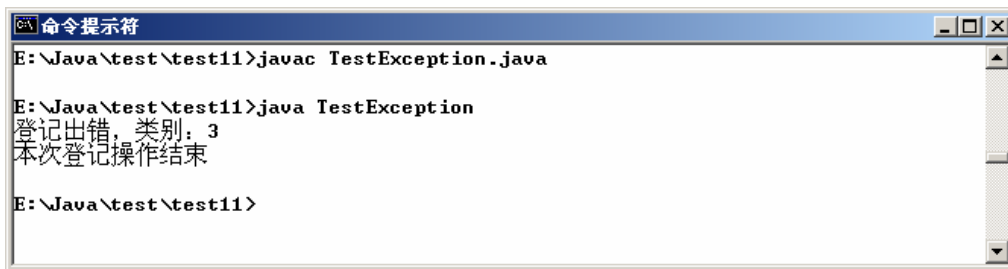 命令提示符
E:\Java\test\test11>javac TestException.java
E:\Java\test\test11>java TestException
登记出错，类别：3
本次登记操作结束
E:\Java\test\test11>